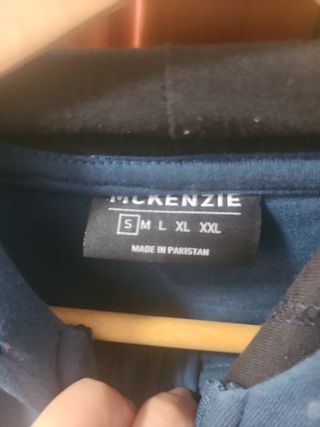 MCKENZIE
S M L XL XXL
MADE IN PAKISTAN